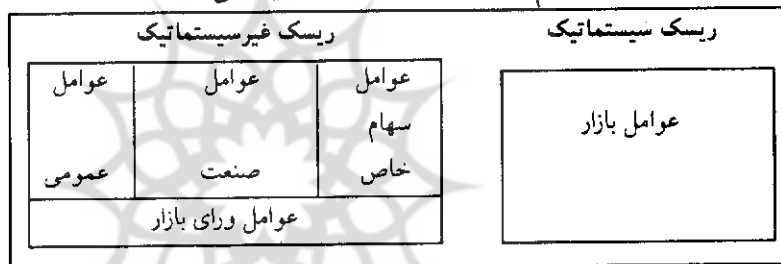 ریسک سیستماتیک
عوامل بازار
ریسک غیرسیستماتیک
عوامل سهام خاص
عوامل صنعت
عوامل عمومی
عوامل ورای بازار